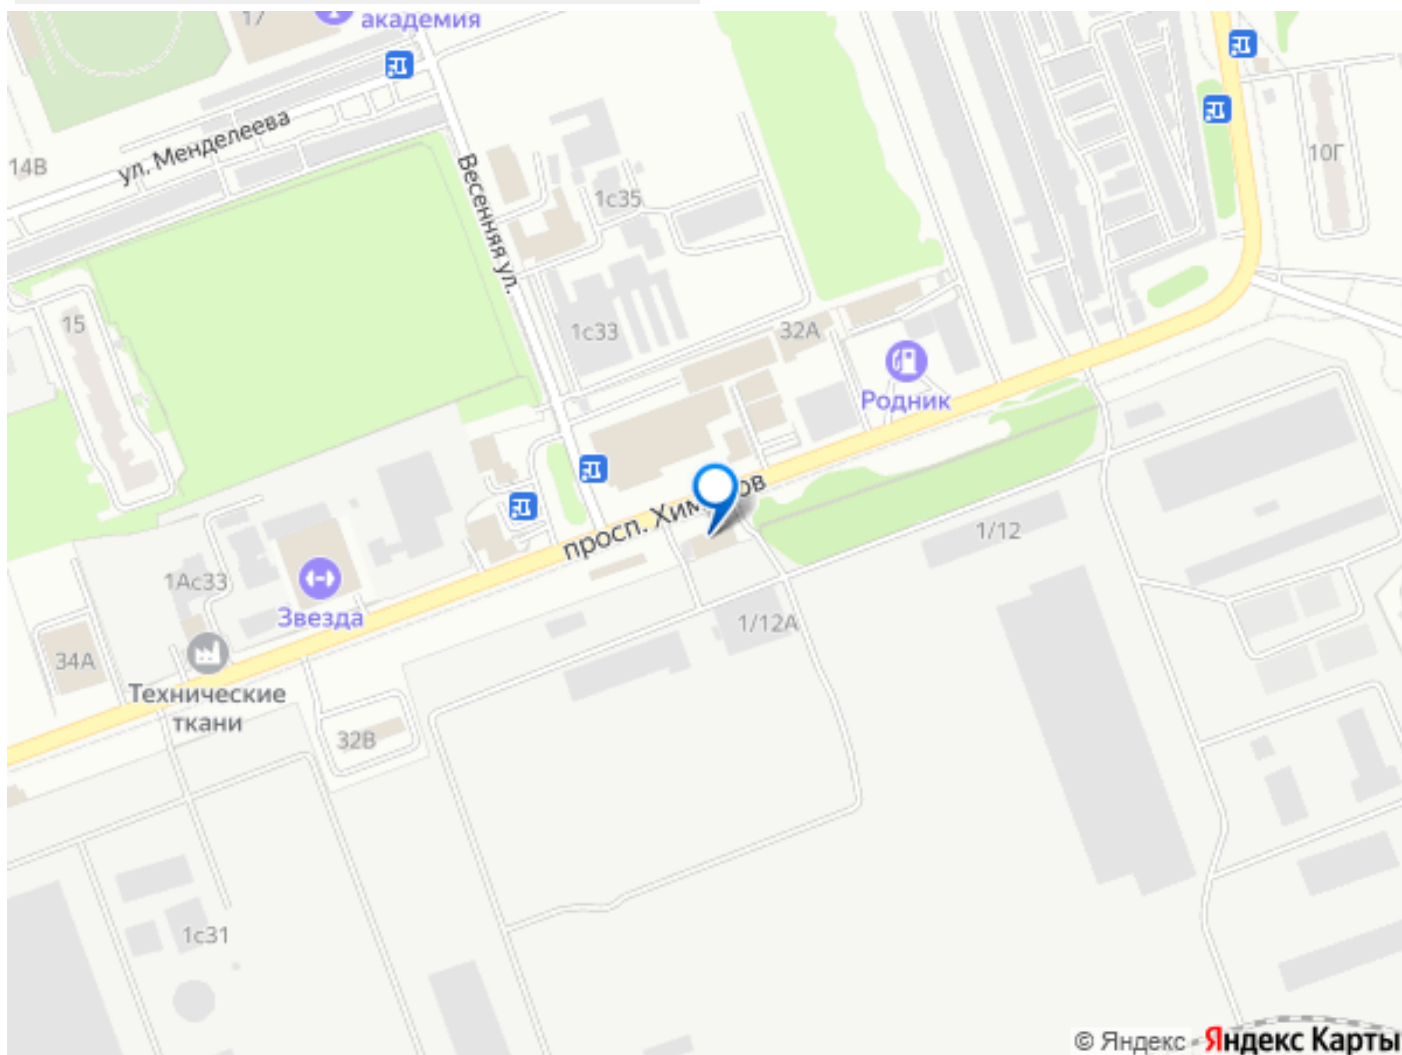 17
академия
ул. Менделеева
14В
10Г
Весенняя ул.
1с35
15
1с33
32А
Родник
просп. Хим
ов
1/12
1Ас33
Звезда
1/12А
34А
Технические
ткани
32В
1с31
© Яндекс Яндекс Карты